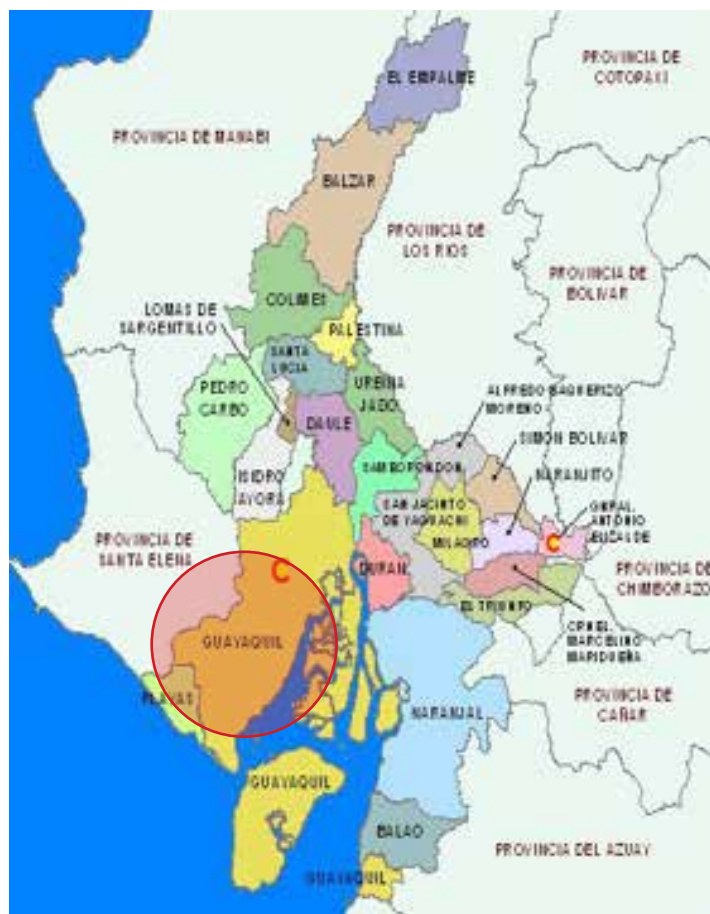 EL EMPALME
PROVINCIA DE
COTOPAXI
PROVINCIA DE MANABI
BALZAR
PROVINCIA DE
LOS RIOS
PROVINCIA DE
BOLIVAR
COLIMES
LOMAS DE
SARGENTILLO
PALESTINA
SANTA
LUCIA
PEDRO
CARBO
URBINA
JADO
ALFREDO BAQUERIZO
MORENO
DAULE
SIMON BOLIVAR
SAMBORONDON
NARANJITO
ISIDRO
AYORA
SAN JACINTO
DE YAGUACHI
GNRAL.
ANTONIO
ELIZALDE
MILAGRO
C
PROVINCIA DE
SANTA ELENA
C
DURAN
PROVINCIA DE
CHIMBORAZO
EL TRIUNFO
CRNEL.
MARCELINO
MARIDUEÑA
GUAYAQUIL
PLAYAS
NARANJAL
PROVINCIA DE
CAÑAR
GUAYAQUIL
BALAO
PROVINCIA DEL AZUAY
GUAYAQUIL